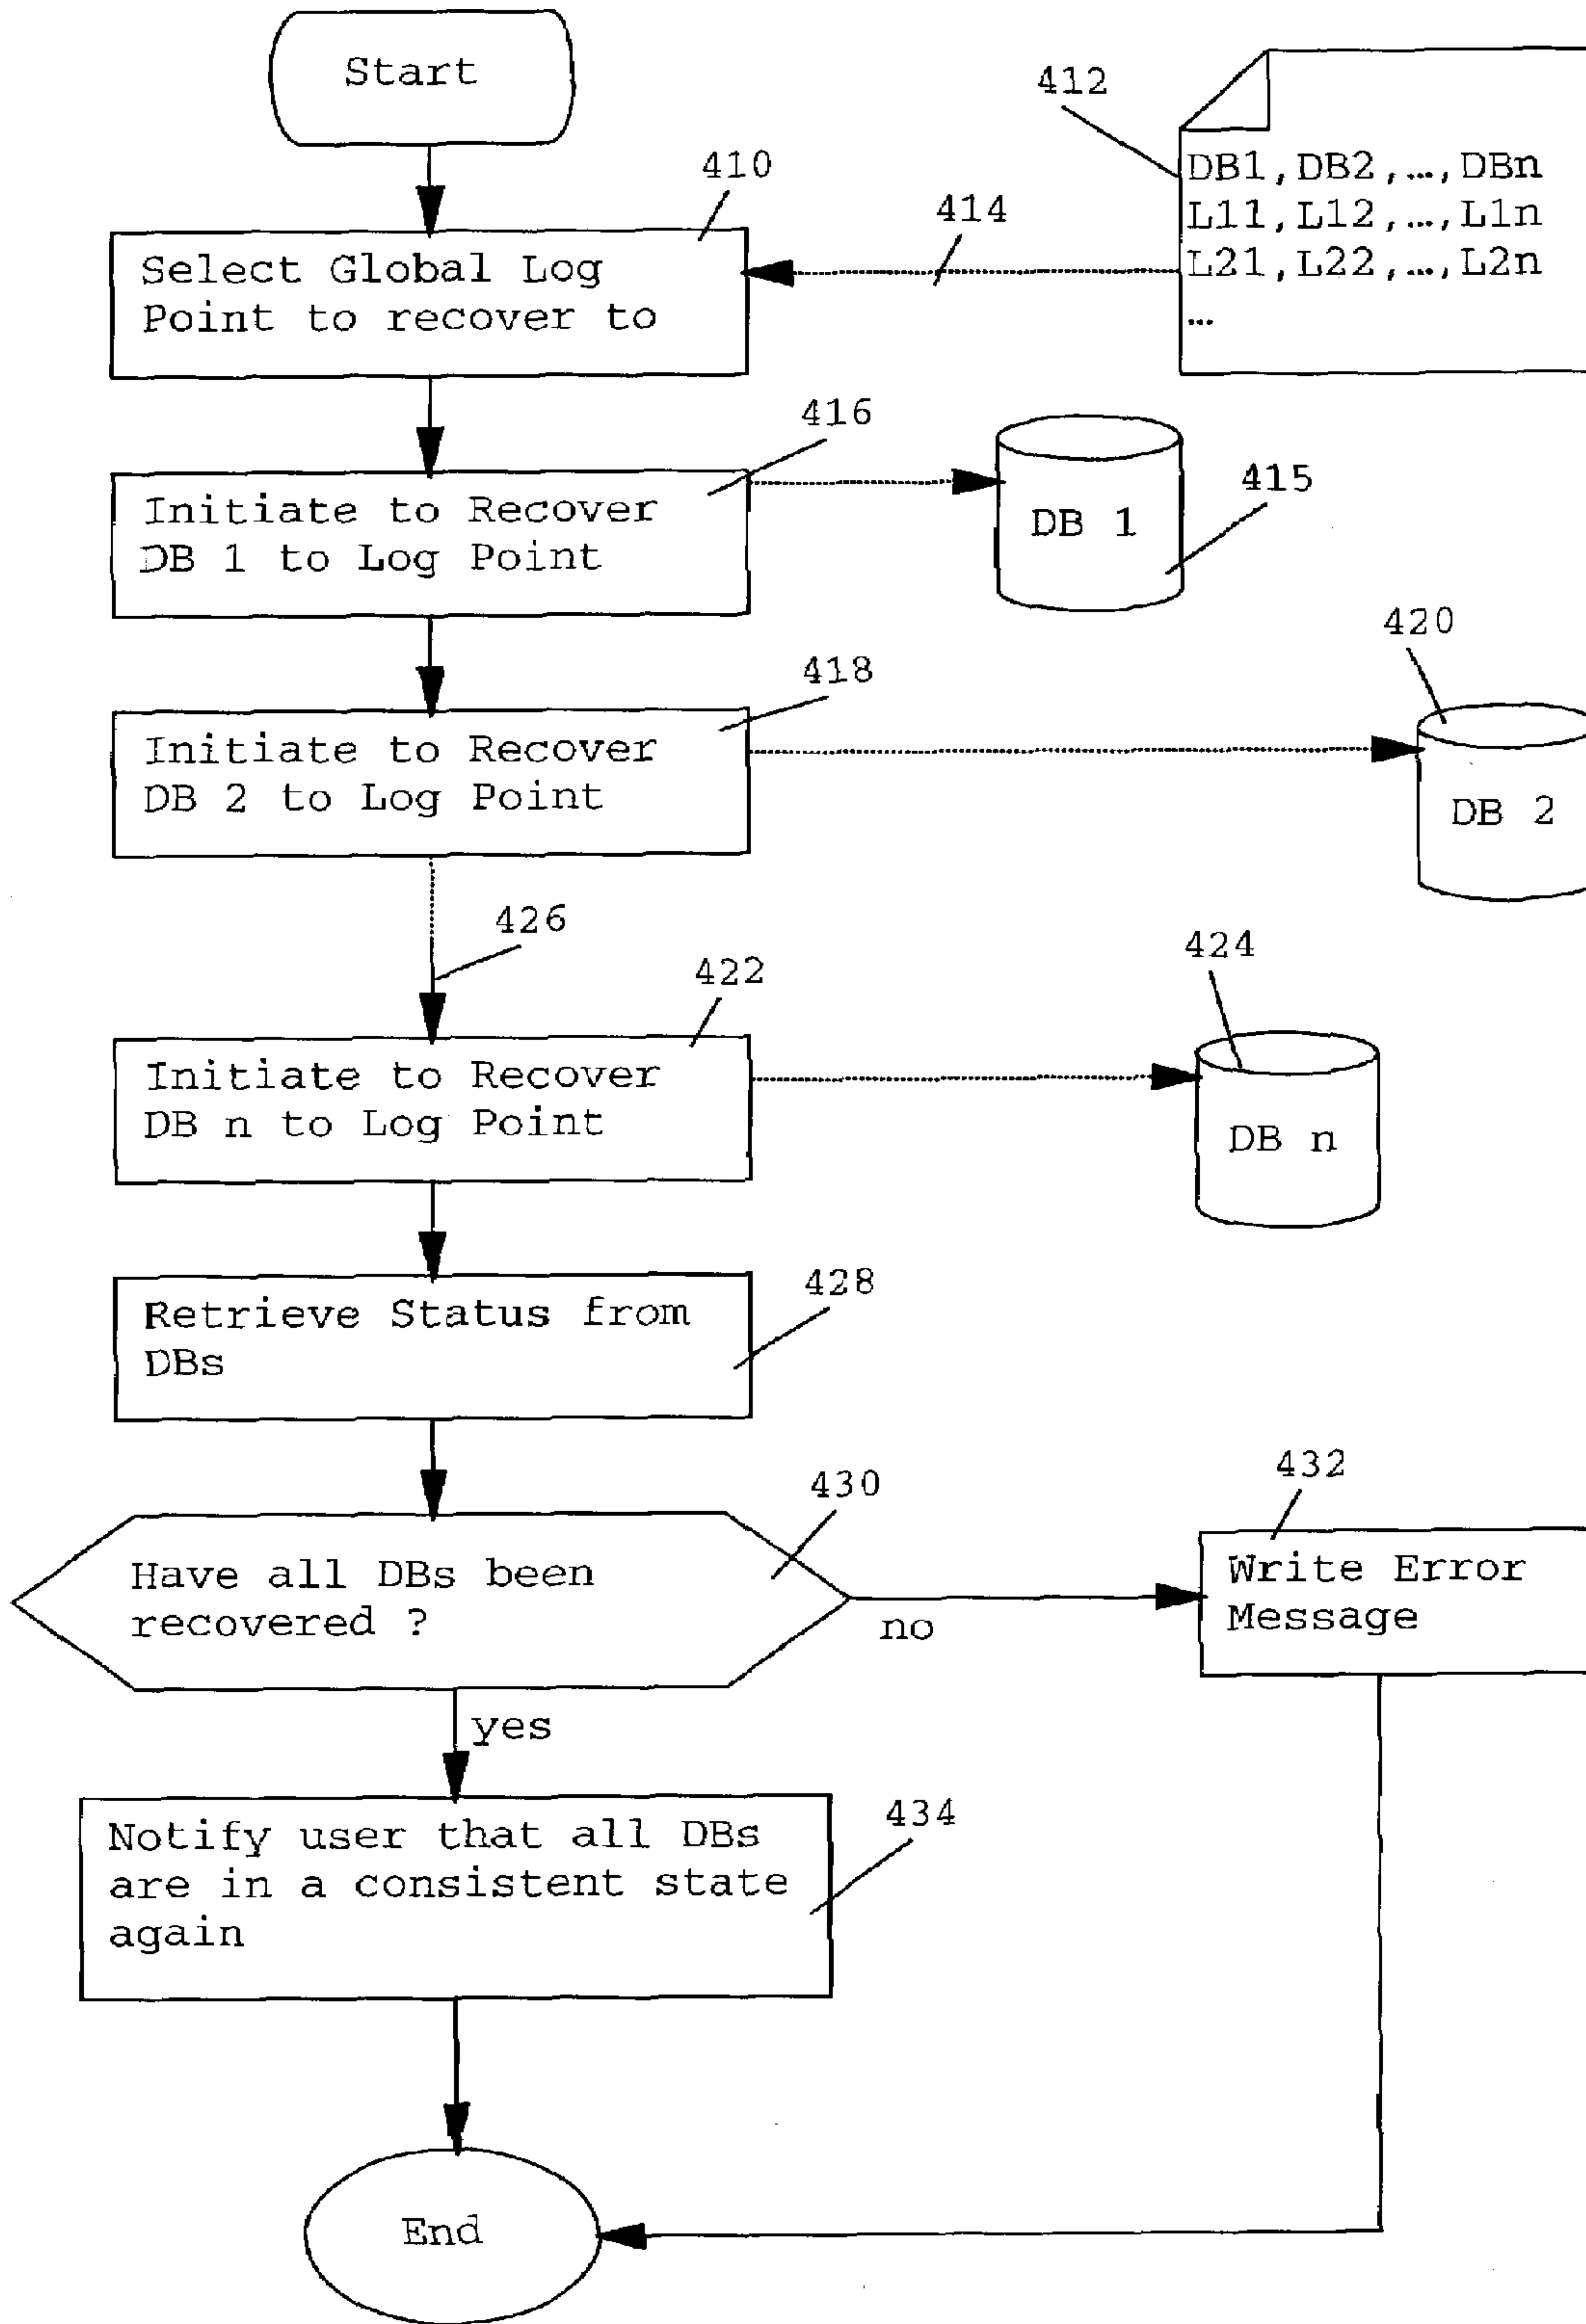 Start
412
DB1,DB2,…,DBn
L11,L12,…,L1n
L21,L22,…,L2n
…
410
414
Select Global Log
Point to recover to
416
Initiate to Recover
DB 1 to Log Point
DB 1
415
418
Initiate to Recover
DB 2 to Log Point
420
DB 2
426
422
Initiate to Recover
DB n to Log Point
424
DB n
428
Retrieve Status from
DBs
430
Have all DBs been
recovered ?
no
432
Write Error
Message
yes
434
Notify user that all DBs
are in a consistent state
again
End